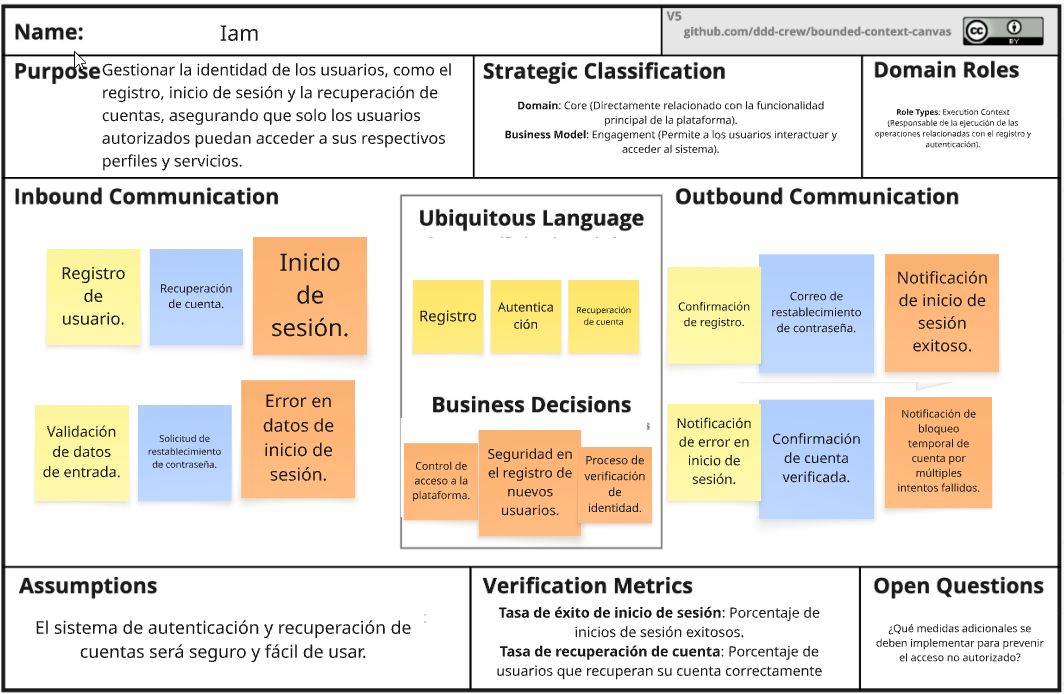 Name:
Iam
V5
github.com/ddd-crew/bounded-context-canvas
cc
BY
Purpose
Gestionar la identidad de los usuarios, como el
registro, inicio de sesión y la recuperación de
cuentas, asegurando que solo los usuarios
autorizados puedan acceder a sus respectivos
perfiles y servicios.
Strategic Classification
Domain: Core (Directamente relacionado con la funcionalidad
principal de la plataforma).
Business Model: Engagement (Permite a los usuarios interactuar y
acceder al sistema).
Domain Roles
Role Types: Execution Context
(Responsable de la ejecución de las
operaciones relacionadas con el registro y
autenticación).
Inbound Communication
Registro
de
usuario.
Recuperación
de cuenta.
Inicio
de
sesión.
Validación
de datos
de entrada.
Solicitud de
restablecimiento
de contraseña.
Error en
datos de
inicio de
sesión.
Ubiquitous Language
Registro
Autentica
ción
Recuperación
de cuenta
Business Decisions
Control de
acceso a la
plataforma.
Seguridad en
el registro de
nuevos
usuarios.
Proceso de
verificación
de
identidad.
Outbound Communication
Confirmación
de registro.
Correo de
restablecimiento
de contraseña.
Notificación
de inicio de
sesión
exitoso.
Notificación
de error en
inicio de
sesión.
Confirmación
de cuenta
verificada.
Notificación de
bloqueo
temporal de
cuenta por
múltiples
intentos fallidos.
Assumptions
El sistema de autenticación y recuperación de
cuentas será seguro y fácil de usar.
Verification Metrics
Tasa de éxito de inicio de sesión: Porcentaje de
inicios de sesión exitosos.
Tasa de recuperación de cuenta: Porcentaje de
usuarios que recuperan su cuenta correctamente
Open Questions
¿Qué medidas adicionales se
deben implementar para prevenir
el acceso no autorizado?